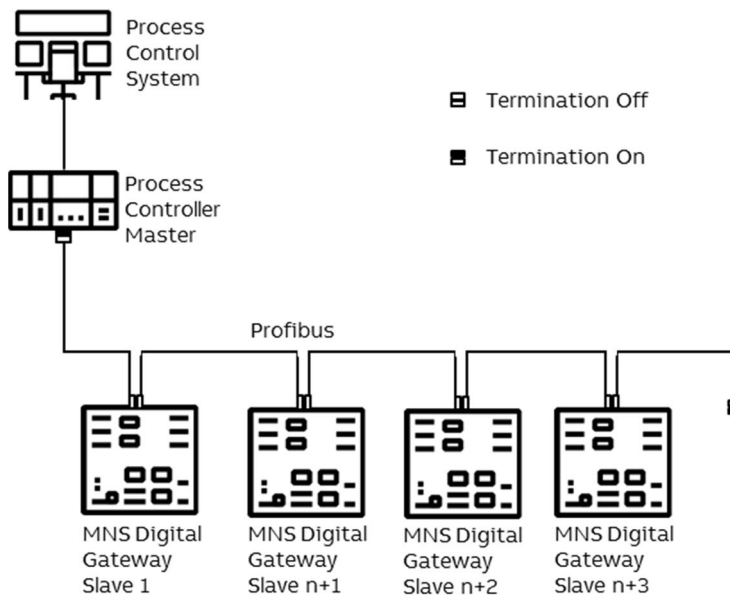 Process
Control
System
Termination Off
Termination On
Process
Controller
Master
Profibus
MNS Digital
Gateway
Slave 1
MNS Digital
Gateway
Slave n+1
MNS Digital
Gateway
Slave n+2
MNS Digital
Gateway
Slave n+3